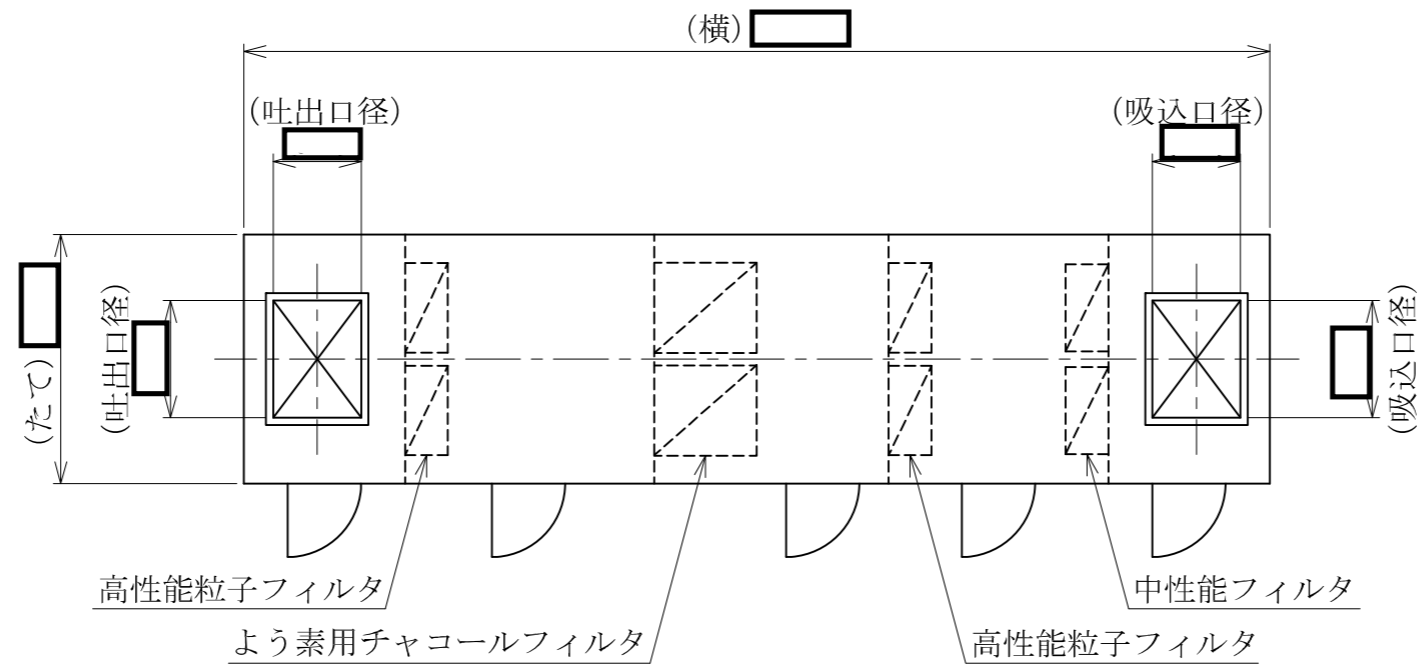 (横)
(吐出口径)
(吸込口径)
(たて)
(吐出口径)
(吸込口径)
高性能粒子フィルタ
中性能フィルタ
よう素用チャコールフィルタ
高性能粒子フィルタ